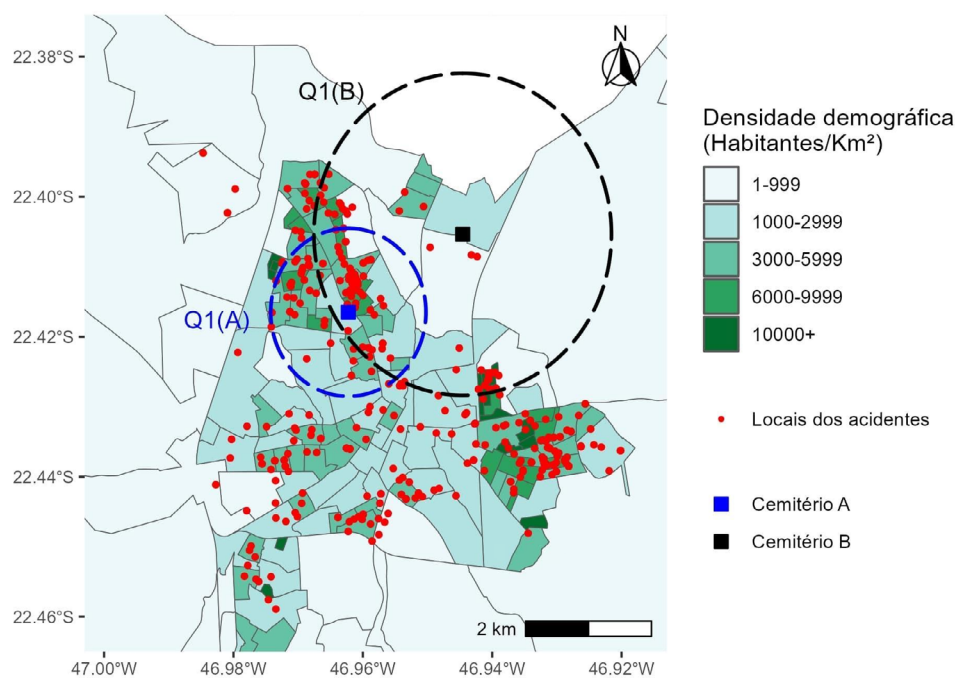 N
22.38°S
22.40°S
22.42°S
22.44°S
22.46°S
Q1(B)
Q1(A)
2 km
47.00°W
46.98°W
46.96°W
46.94°W
46.92°W
Densidade demográfica
(Habitantes/Km²)
1-999
1000-2999
3000-5999
6000-9999
10000+
Locais dos acidentes
Cemitério A
Cemitério B